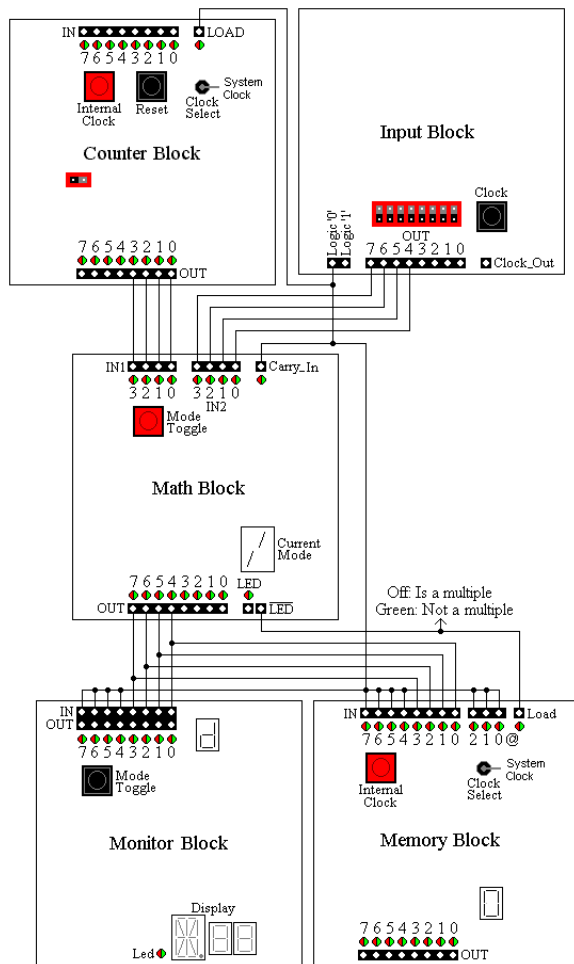 IN
LOAD
7 6 5 4 3 2 1 0
Internal Clock
Reset
Clock Select
System Clock
Counter Block
7 6 5 4 3 2 1 0
OUT
Input Block
Clock
OUT
Logic '0'
Logic '1'
7 6 5 4 3 2 1 0
Clock_Out
IN1
3 2 1 0
3 2 1 0
IN2
Carry_In
Mode Toggle
Math Block
/
Current Mode
7 6 5 4 3 2 1 0
OUT
LED
LED
Off: Is a multiple
Green: Not a multiple
IN
OUT
7 6 5 4 3 2 1 0
d
Mode Toggle
Monitor Block
Display
Led
IN
Load
7 6 5 4 3 2 1 0
2 1 0 @
Internal Clock
Clock Select
System Clock
Memory Block
0
7 6 5 4 3 2 1 0
OUT